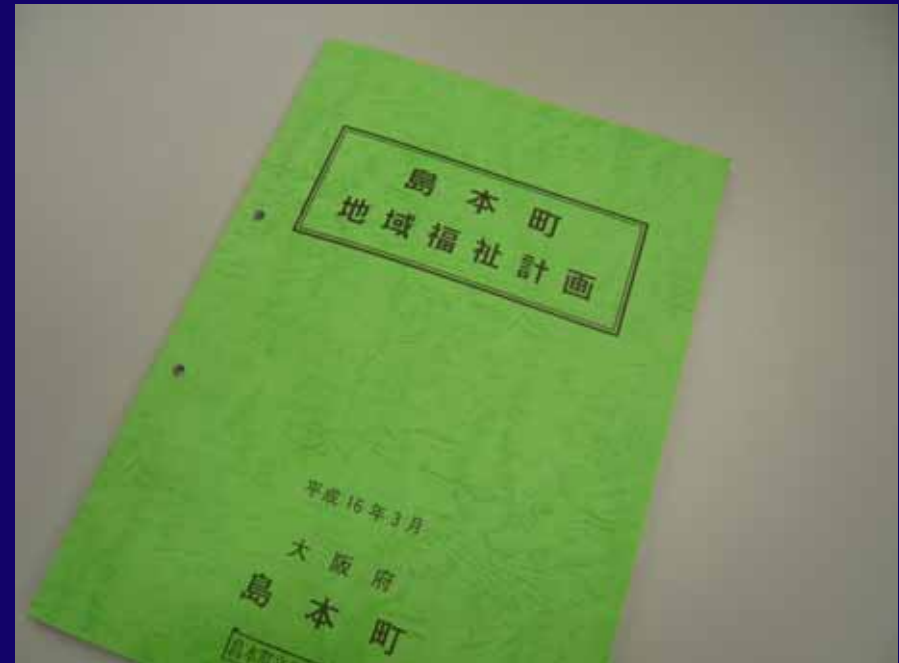 島本町
地域福祉計画
平成16年3月
大阪府
島本町